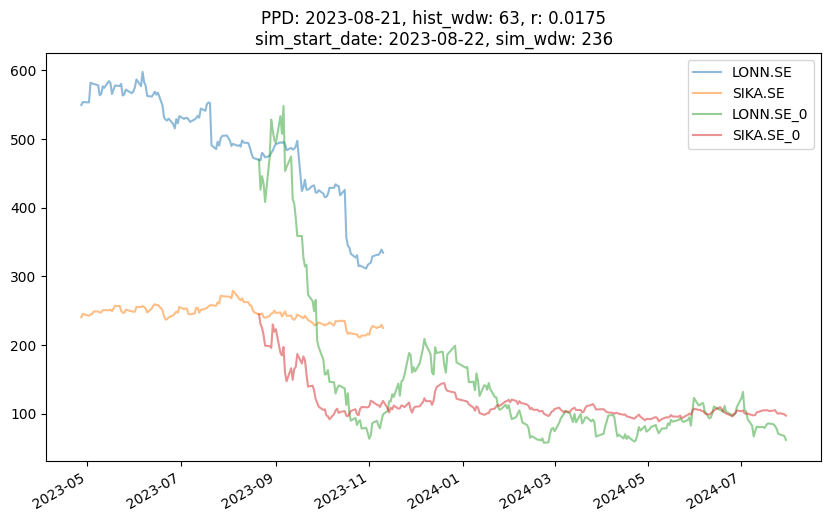 PPD: 2023-08-21, hist_wdw: 63, r: 0.0175
sim_start_date: 2023-08-22, sim_wdw: 236
LONN.SE
SIKA.SE
LONN.SE_0
SIKA.SE_0
600
500
400
300
200
100
2023-05
2023-07
2023-09
2023-11
2024-01
2024-03
2024-05
2024-07